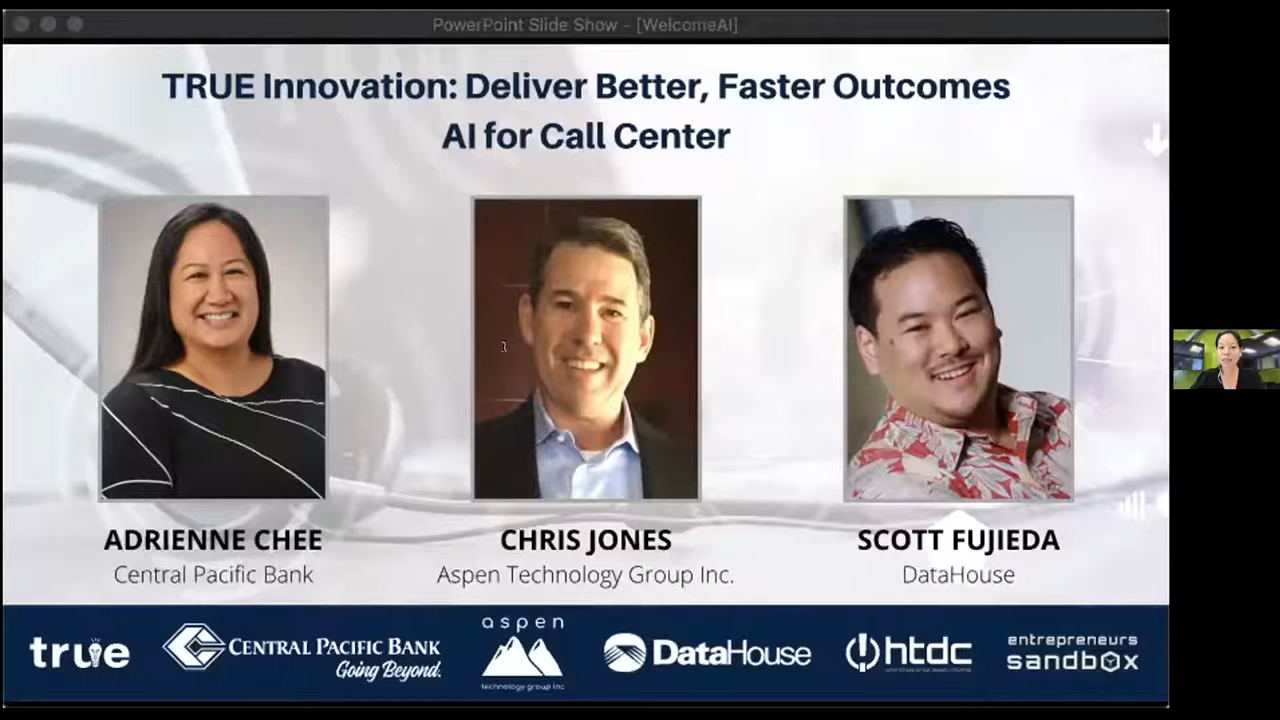 PowerPoint Slide Show - [WelcomeAI]
TRUE Innovation: Deliver Better, Faster Outcomes
AI for Call Center
ADRIENNE CHEE
Central Pacific Bank
CHRIS JONES
Aspen Technology Group Inc.
SCOTT FUJIEDA
DataHouse
true
CENTRAL PACIFIC BANK
Going Beyond.
aspen
technology group inc
DataHouse
htdc
entrepreneurs
sandbox